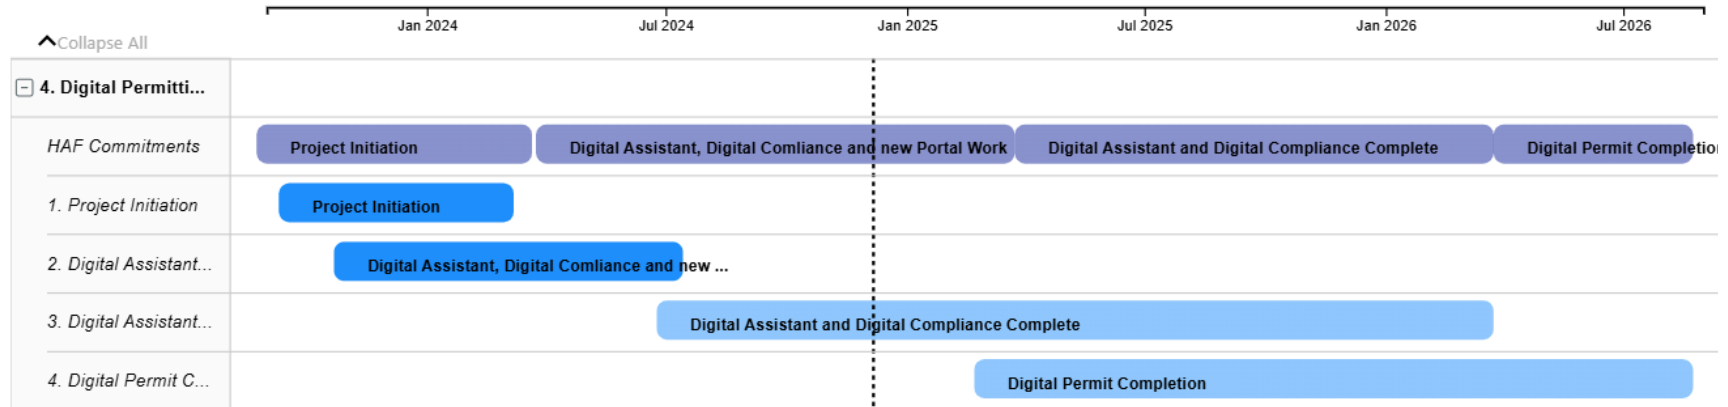 Jan 2024 Jul 2024 Jan 2025 Jul 2025 Jan 2026 Jul 2026
Collapse All
4. Digital Permitti...
HAF Commitments Project Initiation Digital Assistant, Digital Comliance and new Portal Work Digital Assistant and Digital Compliance Complete Digital Permit Completion
1. Project Initiation Project Initiation
2. Digital Assistant... Digital Assistant, Digital Comliance and new ...
3. Digital Assistant... Digital Assistant and Digital Compliance Complete
4. Digital Permit C... Digital Permit Completion